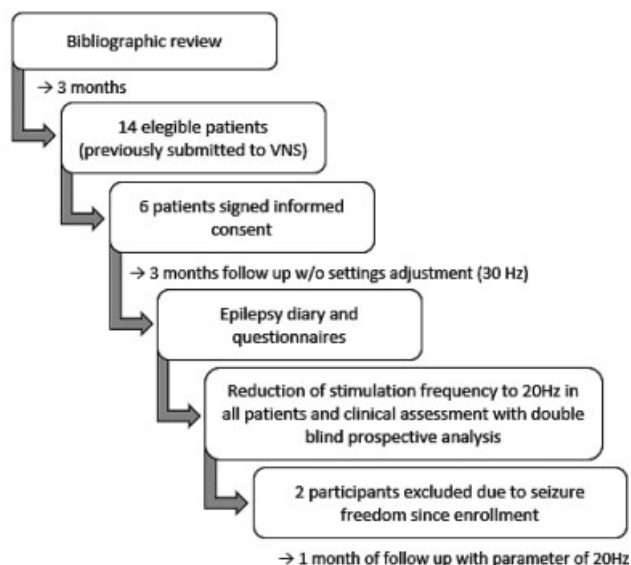 Bibliographic review
→ 3 months
14 elegible patients
(previously submitted to VNS)
6 patients signed informed
consent
→ 3 months follow up w/o settings adjustment (30 Hz)
Epilepsy diary and
questionnaires
Reduction of stimulation frequency to 20Hz in
all patients and clinical assessment with double
blind prospective analysis
2 participants excluded due to seizure
freedom since enrollment
→ 1 month of follow up with parameter of 20Hz